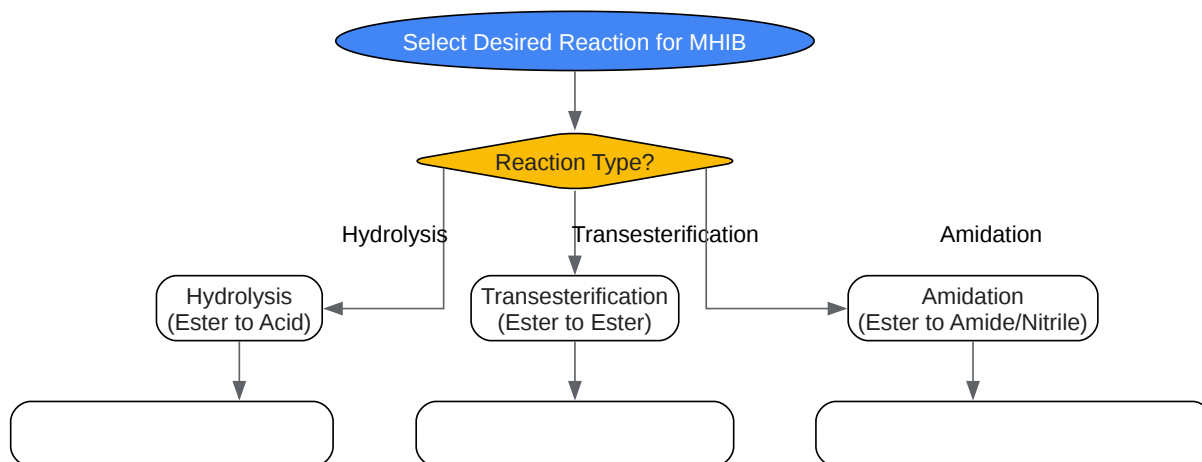 Select Desired Reaction for MHIB
Reaction Type?
Hydrolysis
Transesterification
Amidation
Hydrolysis
(Ester to Acid)
Transesterification
(Ester to Ester)
Amidation
(Ester to Amide/Nitrile)